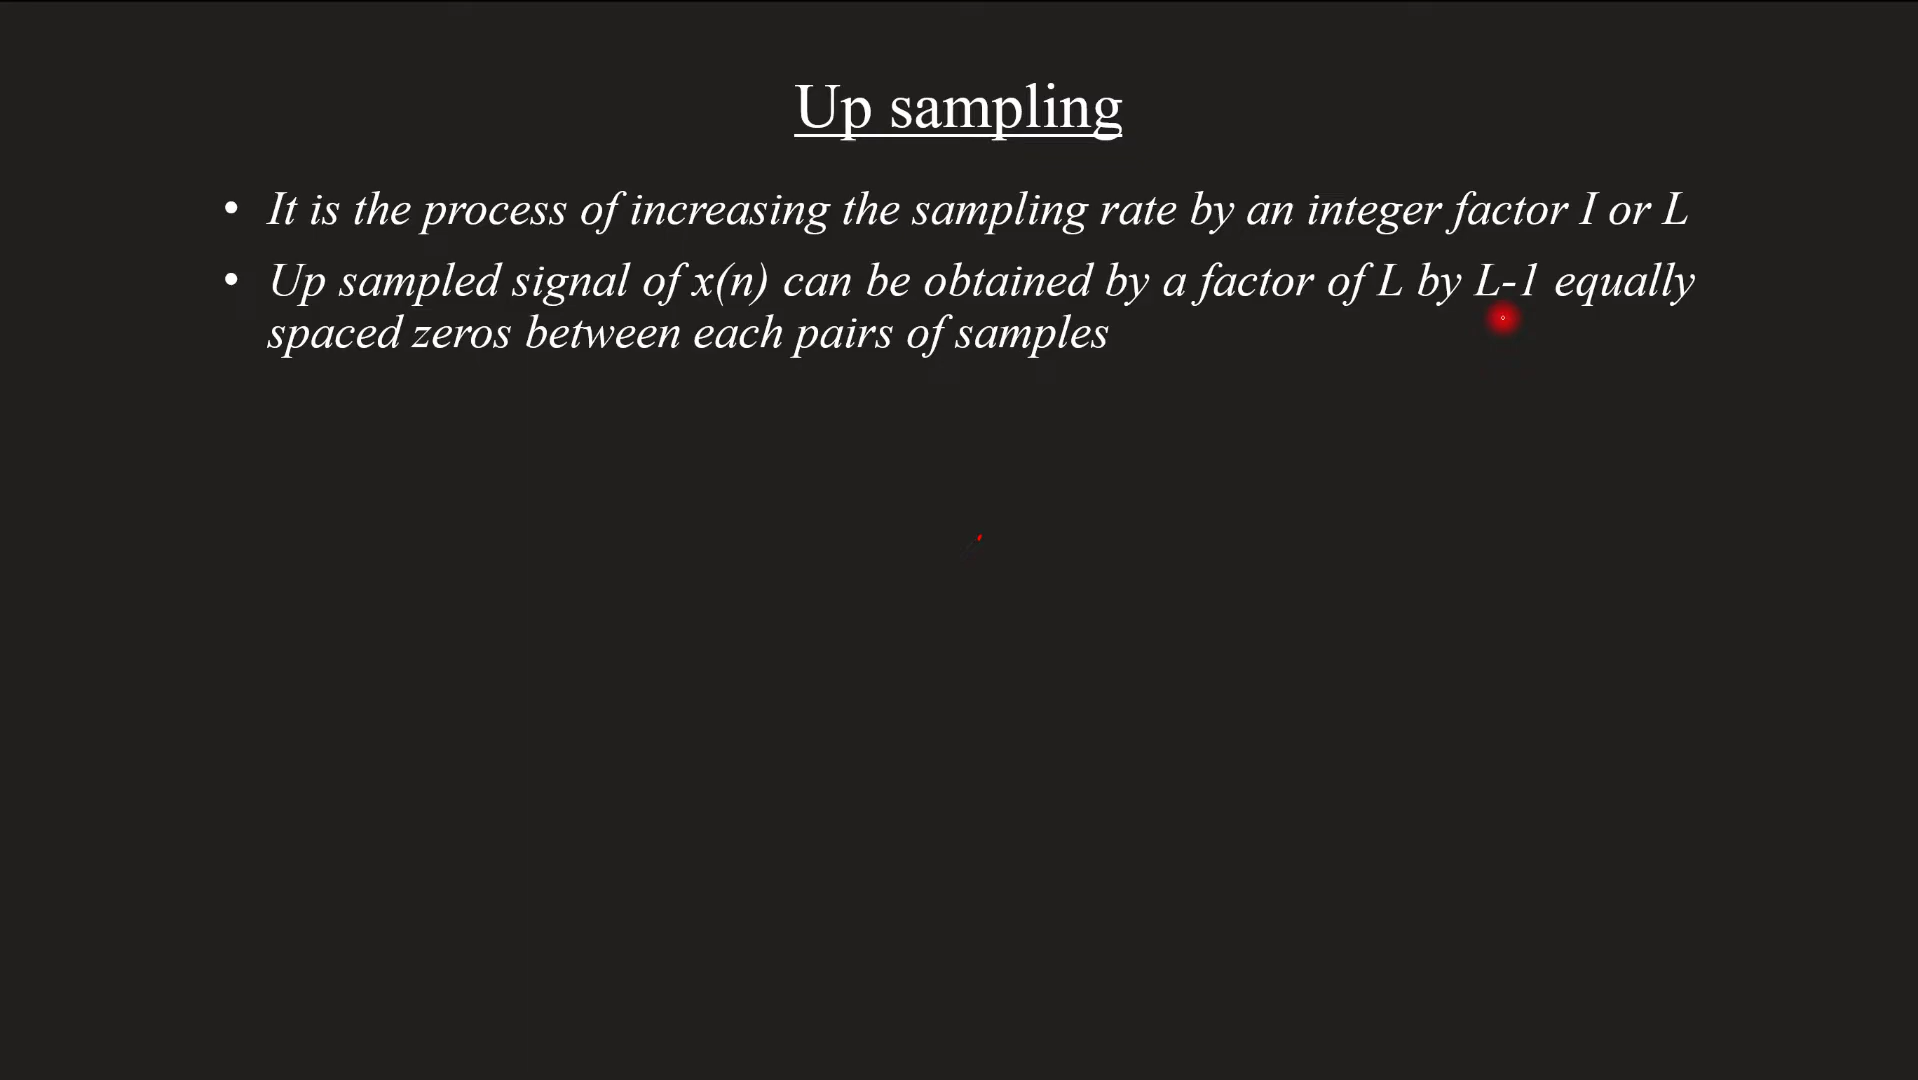 Up sampling
• It is the process of increasing the sampling rate by an integer factor I or L
• Up sampled signal of x(n) can be obtained by a factor of L by L-1 equally
spaced zeros between each pairs of samples